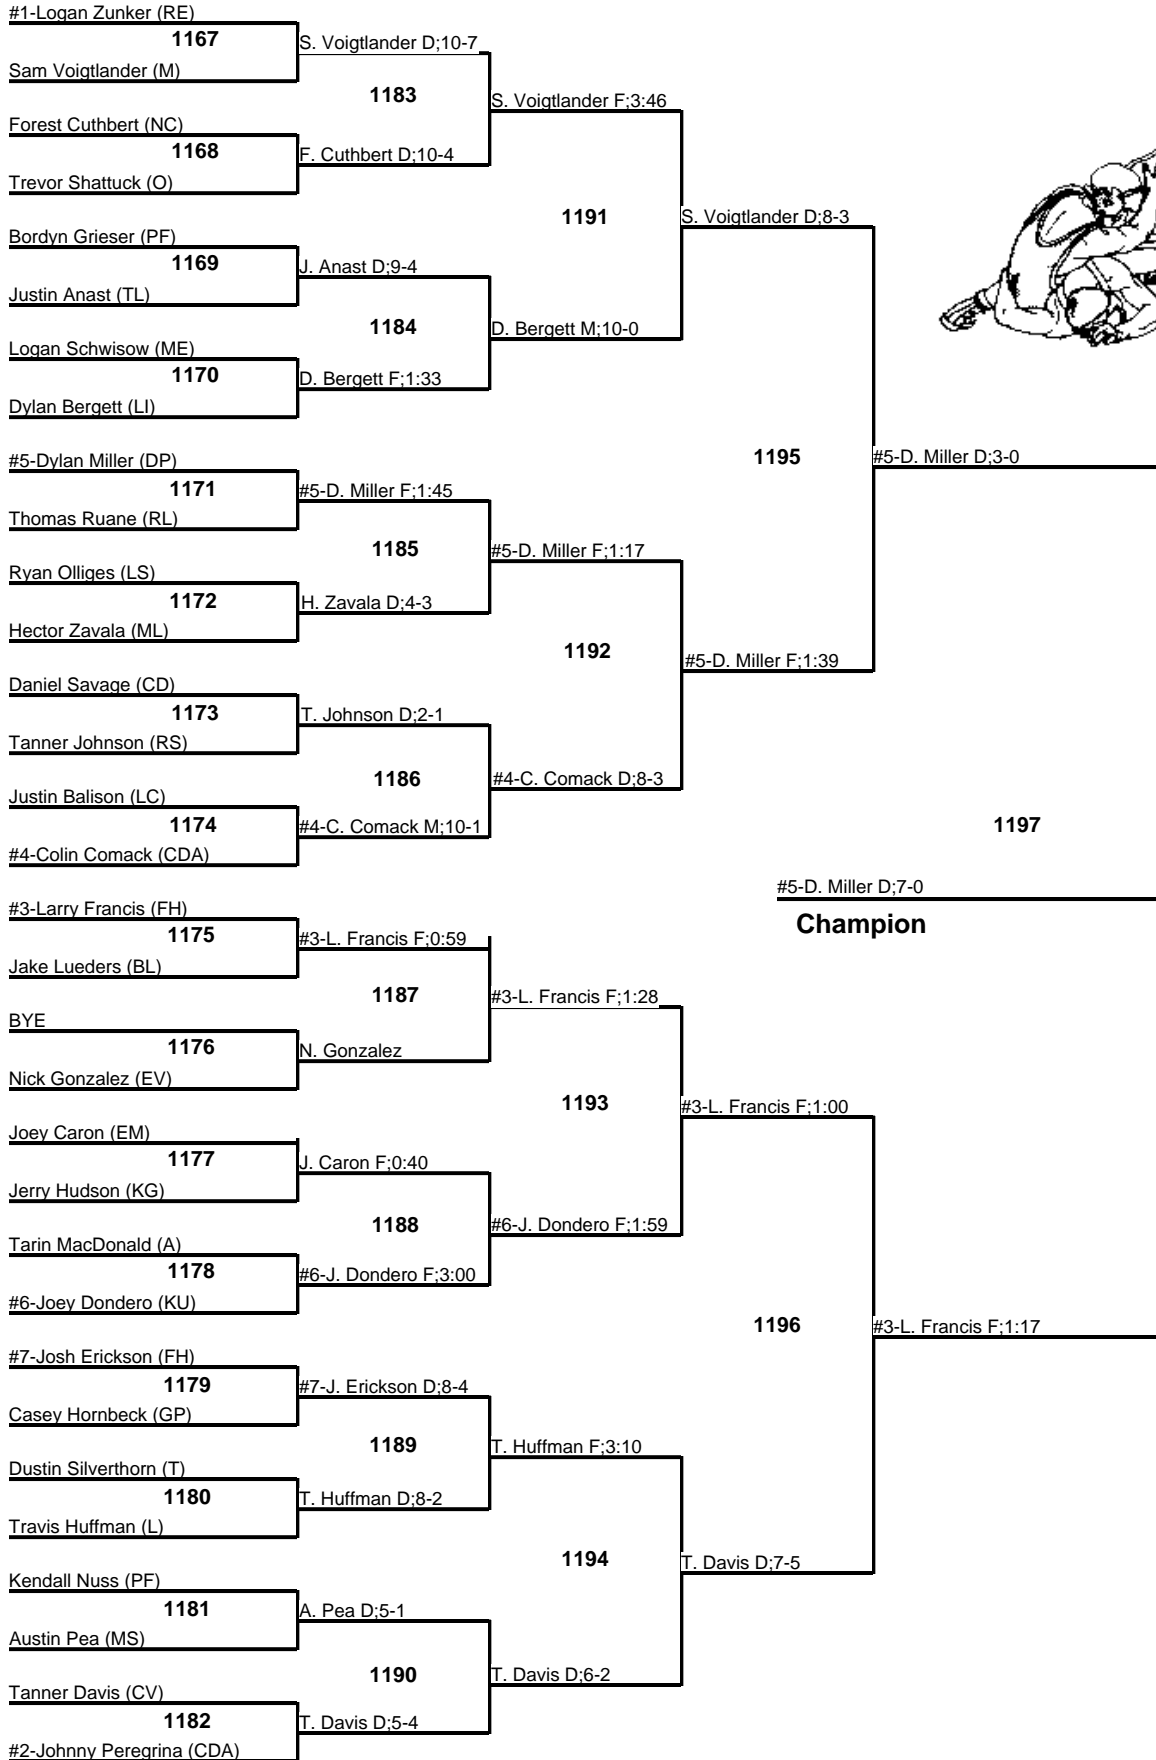 #1-Logan Zunker (RE)
1167
Sam Voigtlander (M)
S. Voigtlander D;10-7
1183
S. Voigtlander F;3:46
Forest Cuthbert (NC)
1168
Trevor Shattuck (O)
F. Cuthbert D;10-4
1191
S. Voigtlander D;8-3
Bordyn Grieser (PF)
1169
Justin Anast (TL)
J. Anast D;9-4
1184
D. Bergett M;10-0
Logan Schwisow (ME)
1170
Dylan Bergett (LI)
D. Bergett F;1:33
1195
#5-D. Miller D;3-0
#5-Dylan Miller (DP)
1171
Thomas Ruane (RL)
#5-D. Miller F;1:45
1185
#5-D. Miller F;1:17
Ryan Olliges (LS)
1172
Hector Zavala (ML)
H. Zavala D;4-3
1192
#5-D. Miller F;1:39
Daniel Savage (CD)
1173
Tanner Johnson (RS)
T. Johnson D;2-1
1186
#4-C. Comack D;8-3
Justin Balison (LC)
1174
#4-Colin Comack (CDA)
#4-C. Comack M;10-1
1197
#5-D. Miller D;7-0
Champion
#3-Larry Francis (FH)
1175
Jake Lueders (BL)
#3-L. Francis F;0:59
1187
#3-L. Francis F;1:28
BYE
1176
Nick Gonzalez (EV)
N. Gonzalez
1193
#3-L. Francis F;1:00
Joey Caron (EM)
1177
Jerry Hudson (KG)
J. Caron F;0:40
1188
#6-J. Dondero F;1:59
Tarin MacDonald (A)
1178
#6-Joey Dondero (KU)
#6-J. Dondero F;3:00
1196
#3-L. Francis F;1:17
#7-Josh Erickson (FH)
1179
Casey Hornbeck (GP)
#7-J. Erickson D;8-4
1189
T. Huffman F;3:10
Dustin Silverthorn (T)
1180
Travis Huffman (L)
T. Huffman D;8-2
1194
T. Davis D;7-5
Kendall Nuss (PF)
1181
Austin Pea (MS)
A. Pea D;5-1
1190
T. Davis D;6-2
Tanner Davis (CV)
1182
#2-Johnny Peregrina (CDA)
T. Davis D;5-4